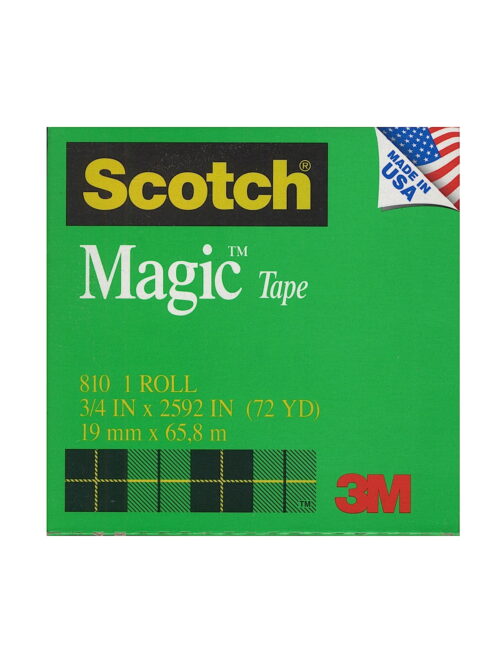 Scotch®
MADE IN
USA
Magic™ Tape
810 1 ROLL
3/4 IN x 2592 IN (72 YD)
19 mm x 65,8 m
TM
3M